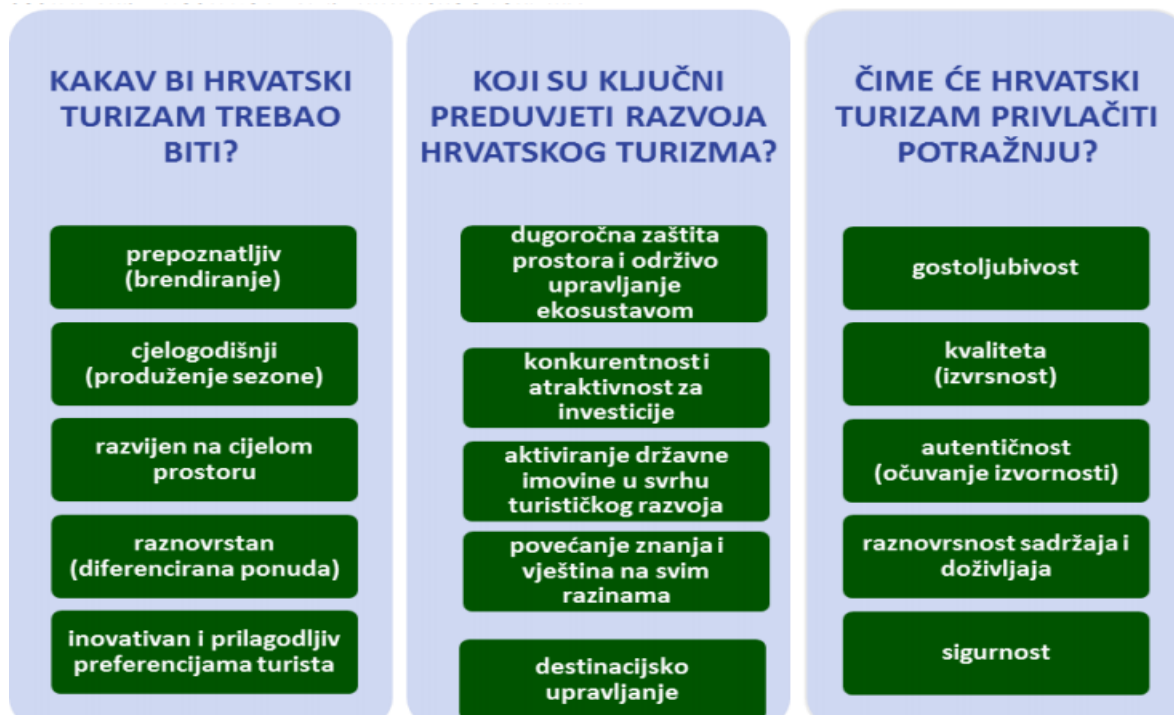 KAKAV BI HRVATSKI
TURIZAM TREBAO
BITI?
prepoznatljiv
(brendiranje)
cjelogodišnji
(produženje sezone)
razvijen na cijelom
prostoru
raznovrstan
(diferencirana ponuda)
inovativan i prilagodljiv
preferencijama turista
KOJI SU KLJUČNI
PREDUVJETI RAZVOJA
HRVATSKOG TURIZMA?
dugoročna zaštita
prostora i održivo
upravljanje
ekosustavom
konkurentnost i
atraktivnost za
investicije
aktiviranje državne
imovine u svrhu
turističkog razvoja
povećanje znanja i
vještina na svim
razinama
destinacijsko
upravljanje
ČIME ĆE HRVATSKI
TURIZAM PRIVLAČITI
POTRAŽNJU?
gostoljubivost
kvaliteta
(izvrsnost)
autentičnost
(očuvanje izvornosti)
raznovrsnost sadržaja i
doživljaja
sigurnost